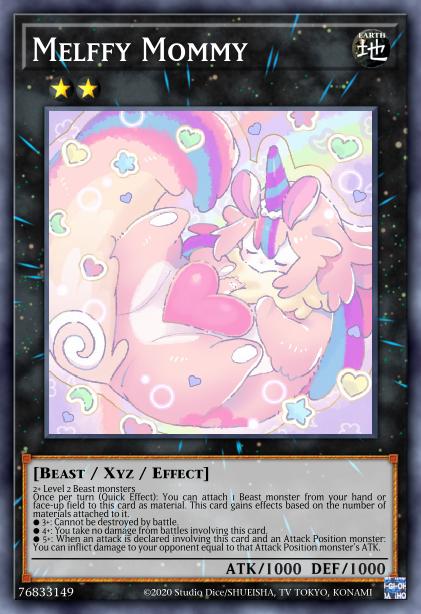 Melffy Mommy
EARTH
地
[Beast / Xyz / Effect]
2+ Level 2 Beast monsters
Once per turn (Quick Effect): You can attach 1 Beast monster from your hand or
face-up field to this card as material. This card gains effects based on the number of
materials attached to it.
● 3+: Cannot be destroyed by battle.
● 4+: You take no damage from battles involving this card.
● 5+: When an attack is declared involving this card and an Attack Position monster:
You can inflict damage to your opponent equal to that Attack Position monster's ATK.
ATK/1000 DEF/1000
76833149
©2020 Studio Dice/SHUEISHA, TV TOKYO, KONAMI